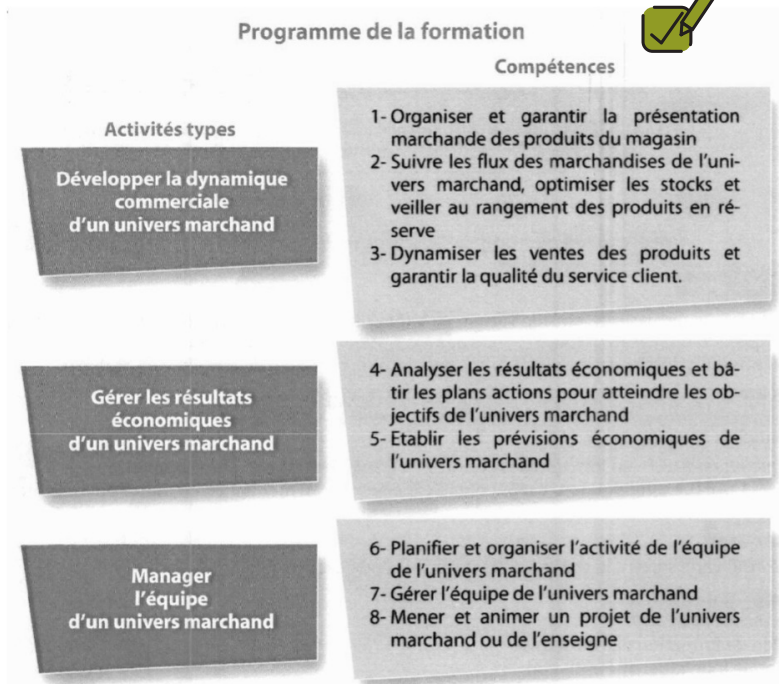 Programme de la formation
Compétences
Activités types
Développer la dynamique
commerciale
d'un univers marchand
1- Organiser et garantir la présentation
marchande des produits du magasin
2- Suivre les flux des marchandises de l'uni-
vers marchand, optimiser les stocks et
veiller au rangement des produits en ré-
serve
3- Dynamiser les ventes des produits et
garantir la qualité du service client.
Gérer les résultats
économiques
d'un univers marchand
4- Analyser les résultats économiques et bâ-
tir les plans actions pour atteindre les ob-
jectifs de l'univers marchand
5- Etablir les prévisions économiques de
l'univers marchand
Manager
l'équipe
d'un univers marchand
6- Planifier et organiser l'activité de l'équipe
de l'univers marchand
7- Gérer l'équipe de l'univers marchand
8- Mener et animer un projet de l'univers
marchand ou de l'enseigne